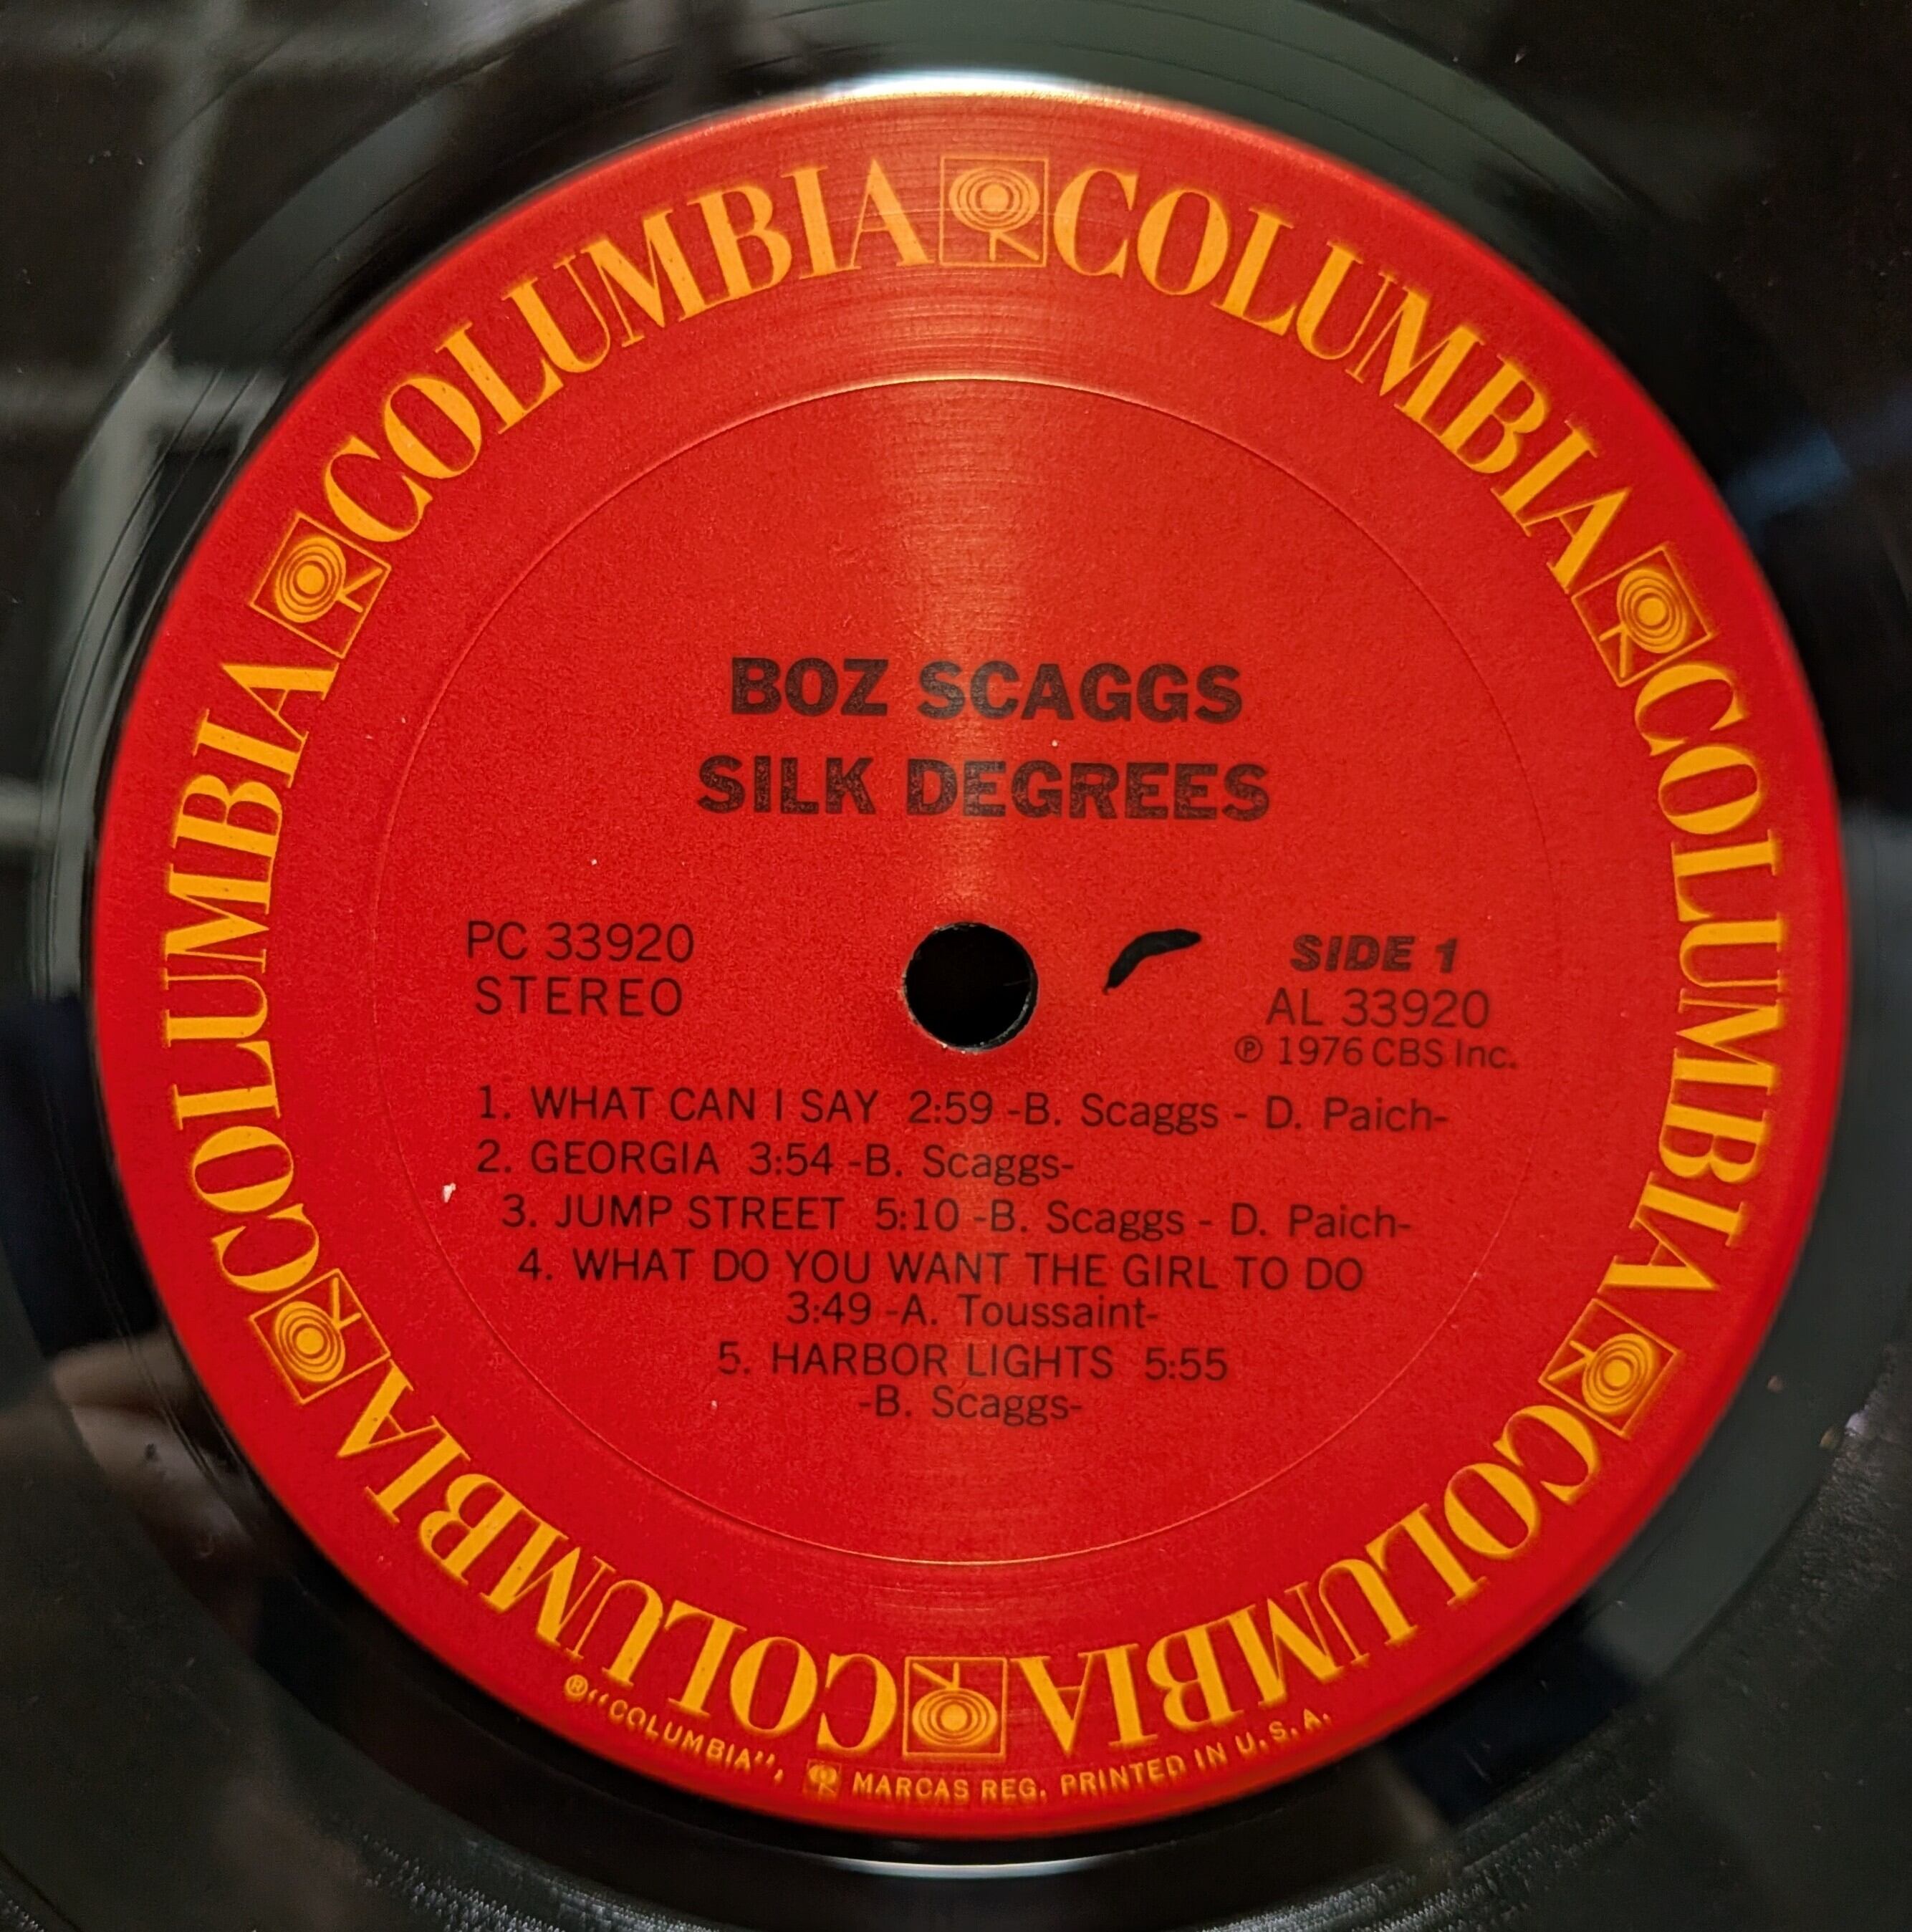 COLUMBIA COLUMBIA COLUMBIA COLUMBIA COLUMBIA COLUMBIA
BOZ SCAGGS
SILK DEGREES
PC 33920
STEREO
SIDE 1
AL 33920
℗ 1976 CBS Inc.
1. WHAT CAN I SAY 2:59 -B. Scaggs - D. Paich-
2. GEORGIA 3:54 -B. Scaggs-
3. JUMP STREET 5:10 -B. Scaggs - D. Paich-
4. WHAT DO YOU WANT THE GIRL TO DO
3:49 -A. Toussaint-
5. HARBOR LIGHTS 5:55
-B. Scaggs-
® "COLUMBIA", MARCAS REG. PRINTED IN U.S.A.